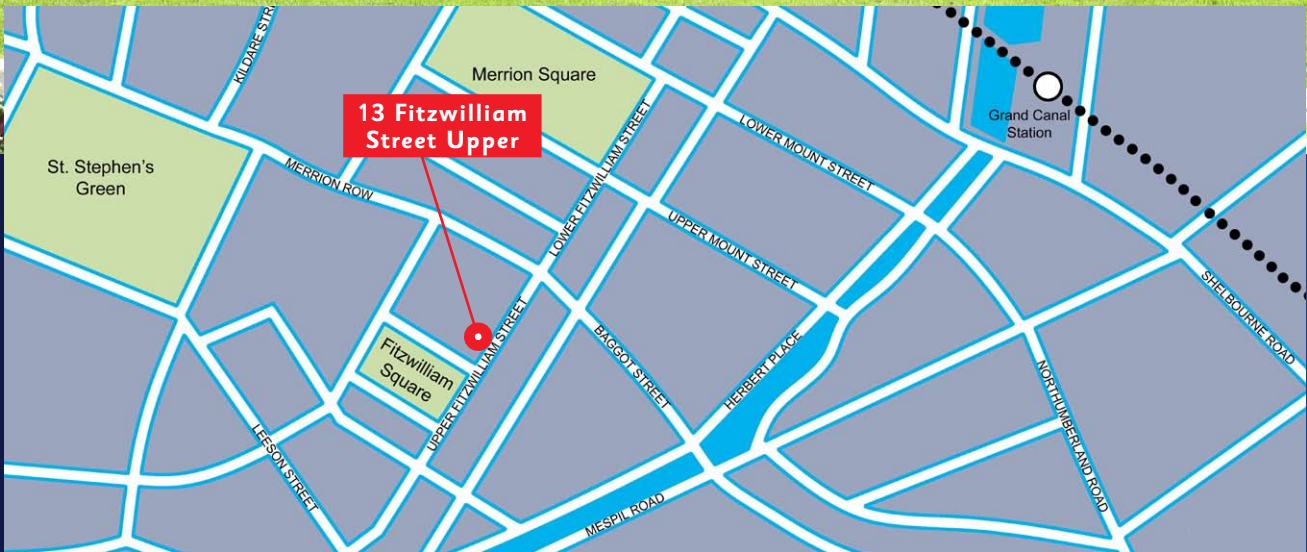 KILDARE STR
Merrion Square
13 Fitzwilliam
Street Upper
Grand Canal
Station
LOWER MOUNT STREET
St. Stephen's
Green
MERRION ROW
LOWER FITZWILLIAM STREET
UPPER MOUNT STREET
SHELBOURNE ROAD
Fitzwilliam
Square
UPPER FITZWILLIAM STREET
BAGGOT STREET
HERBERT PLACE
NORTHUMBERLAND ROAD
LEESON STREET
MESPIL ROAD